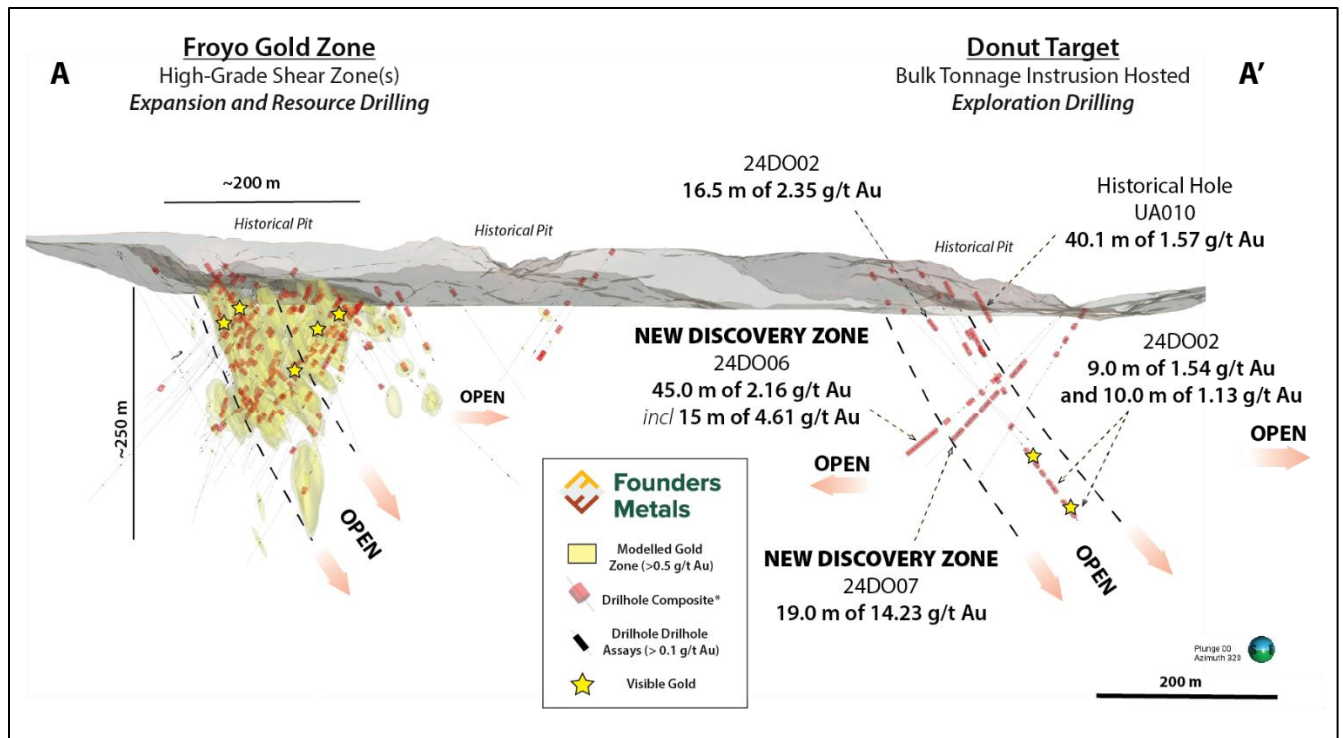 Froyo Gold Zone
High-Grade Shear Zone(s)
Expansion and Resource Drilling
A
Donut Target
Bulk Tonnage Instrusion Hosted
Exploration Drilling
A'
~200 m
Historical Pit
Historical Pit
Historical Pit
24DO02
16.5 m of 2.35 g/t Au
Historical Hole
UA010
40.1 m of 1.57 g/t Au
~250 m
OPEN
OPEN
NEW DISCOVERY ZONE
24DO06
45.0 m of 2.16 g/t Au
incl 15 m of 4.61 g/t Au
OPEN
24DO02
9.0 m of 1.54 g/t Au
and 10.0 m of 1.13 g/t Au
OPEN
OPEN
NEW DISCOVERY ZONE
24DO07
19.0 m of 14.23 g/t Au
Founders
Metals
Modelled Gold
Zone (>0.5 g/t Au)
Drilhole Composite*
Drilhole Drilhole
Assays (> 0.1 g/t Au)
Visible Gold
Plunge 00
Azimuth 320
200 m